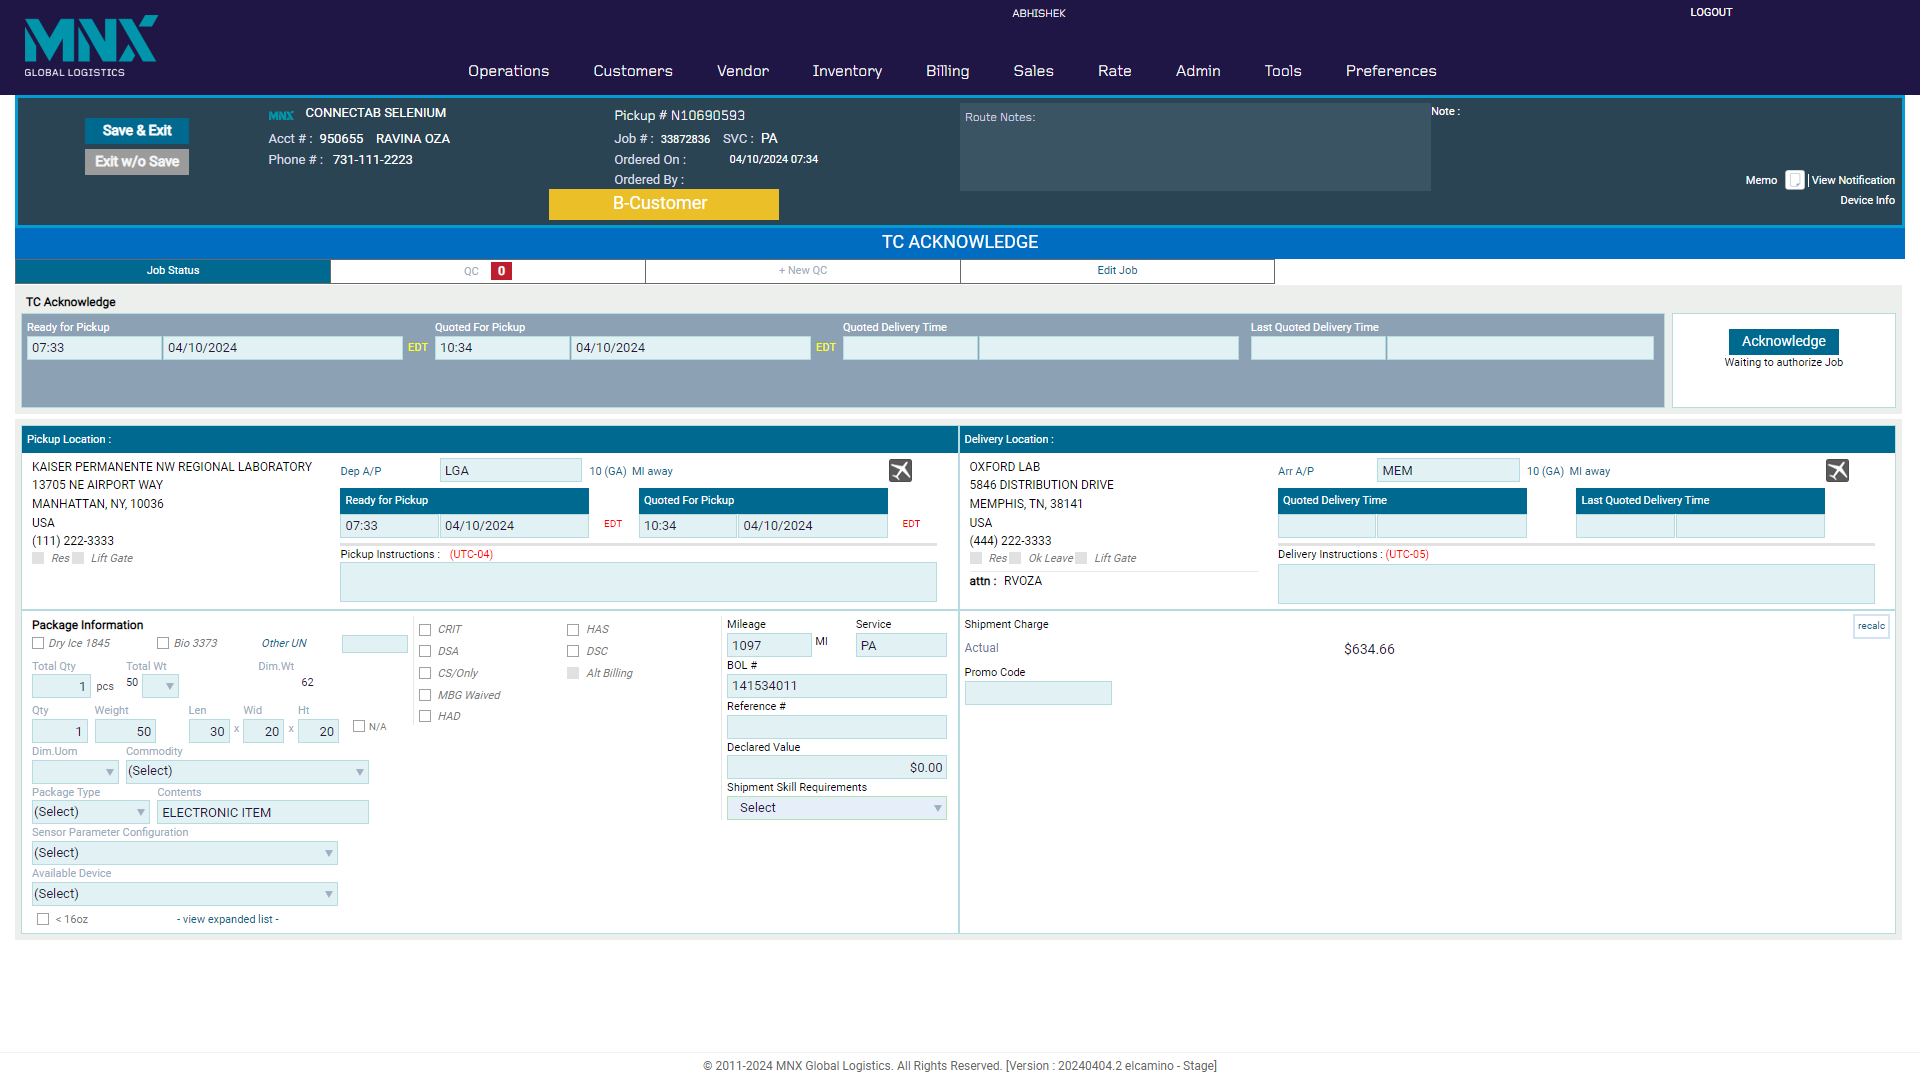 ABHISHEK
LOGOUT
MNX
GLOBAL LOGISTICS
Operations Customers Vendor Inventory Billing Sales Rate Admin Tools Preferences
Save & Exit
Exit w/o Save
MNX CONNECTAB SELENIUM
Acct # : 950655 RAVINA OZA
Phone # : 731-111-2223
Pickup # N10690593
Job # : 33872836 SVC : PA
Ordered On : 04/10/2024 07:34
Ordered By :
B-Customer
Route Notes:
Note :
Memo | View Notification
Device Info
TC ACKNOWLEDGE
Job Status QC 0 + New QC Edit Job
TC Acknowledge
Ready for Pickup Quoted For Pickup Quoted Delivery Time Last Quoted Delivery Time
07:33 04/10/2024 EDT 10:34 04/10/2024 EDT
Acknowledge
Waiting to authorize Job
Pickup Location :
KAISER PERMANENTE NW REGIONAL LABORATORY
13705 NE AIRPORT WAY
MANHATTAN, NY, 10036
USA
(111) 222-3333
Res Lift Gate
Dep A/P LGA 10 (GA) MI away
Ready for Pickup Quoted For Pickup
07:33 04/10/2024 EDT 10:34 04/10/2024 EDT
Pickup Instructions : (UTC-04)
Delivery Location :
OXFORD LAB
5846 DISTRIBUTION DRIVE
MEMPHIS, TN, 38141
USA
(444) 222-3333
Res Ok Leave Lift Gate
attn : RVOZA
Arr A/P MEM 10 (GA) MI away
Quoted Delivery Time Last Quoted Delivery Time
Delivery Instructions : (UTC-05)
Package Information
Dry Ice 1845 Bio 3373 Other UN
Total Qty Total Wt Dim.Wt
1 pcs 50 62
Qty Weight Len Wid Ht
1 50 30 x 20 x 20 N/A
Dim.Uom Commodity
(Select)
Package Type Contents
(Select) ELECTRONIC ITEM
Sensor Parameter Configuration
(Select)
Available Device
(Select)
< 16oz - view expanded list -
CRIT HAS
DSA DSC
CS/Only Alt Billing
MBG Waived
HAD
Mileage Service
1097 MI PA
BOL #
141534011
Reference #
Declared Value
$0.00
Shipment Skill Requirements
Select
Shipment Charge recalc
Actual $634.66
Promo Code
© 2011-2024 MNX Global Logistics. All Rights Reserved. [Version : 20240404.2 elcamino - Stage]